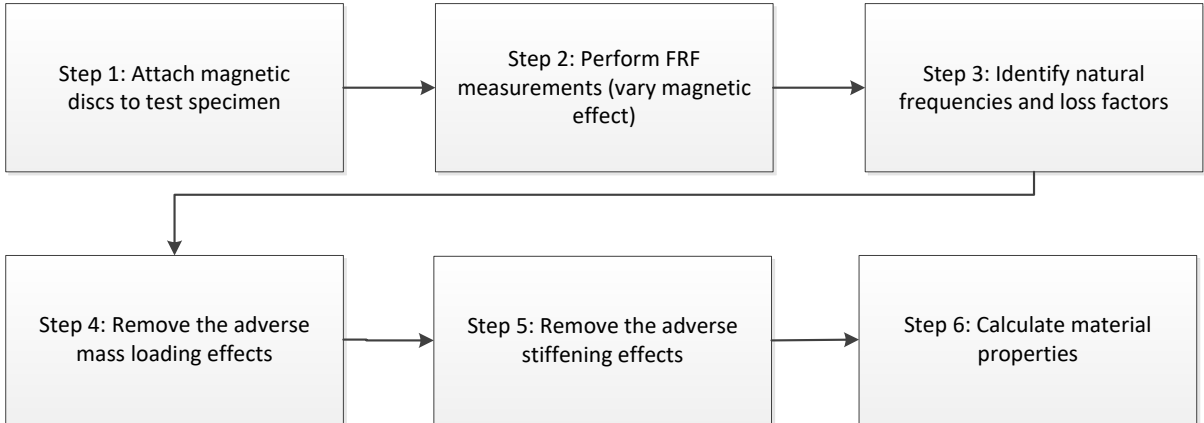 Step 1: Attach magnetic
discs to test specimen
Step 2: Perform FRF
measurements (vary magnetic
effect)
Step 3: Identify natural
frequencies and loss factors
Step 4: Remove the adverse
mass loading effects
Step 5: Remove the adverse
stiffening effects
Step 6: Calculate material
properties